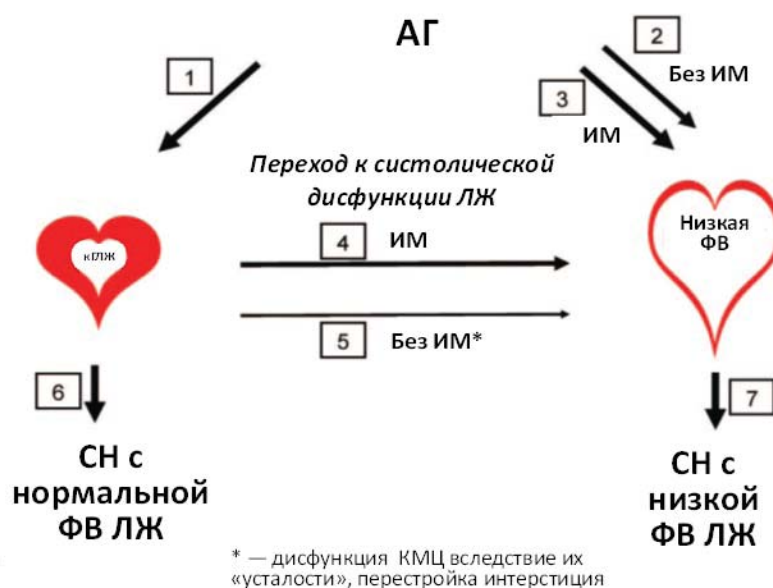 АГ
1
2
Без ИМ
3
ИМ
Переход к систолической
дисфункции ЛЖ
4 ИМ
кГЛЖ
Низкая
ФВ
5 Без ИМ*
6
7
СН с
нормальной
ФВ ЛЖ
СН с
низкой
ФВ ЛЖ
* — дисфункция КМЦ вследствие их
«усталости», перестройка интерстиция